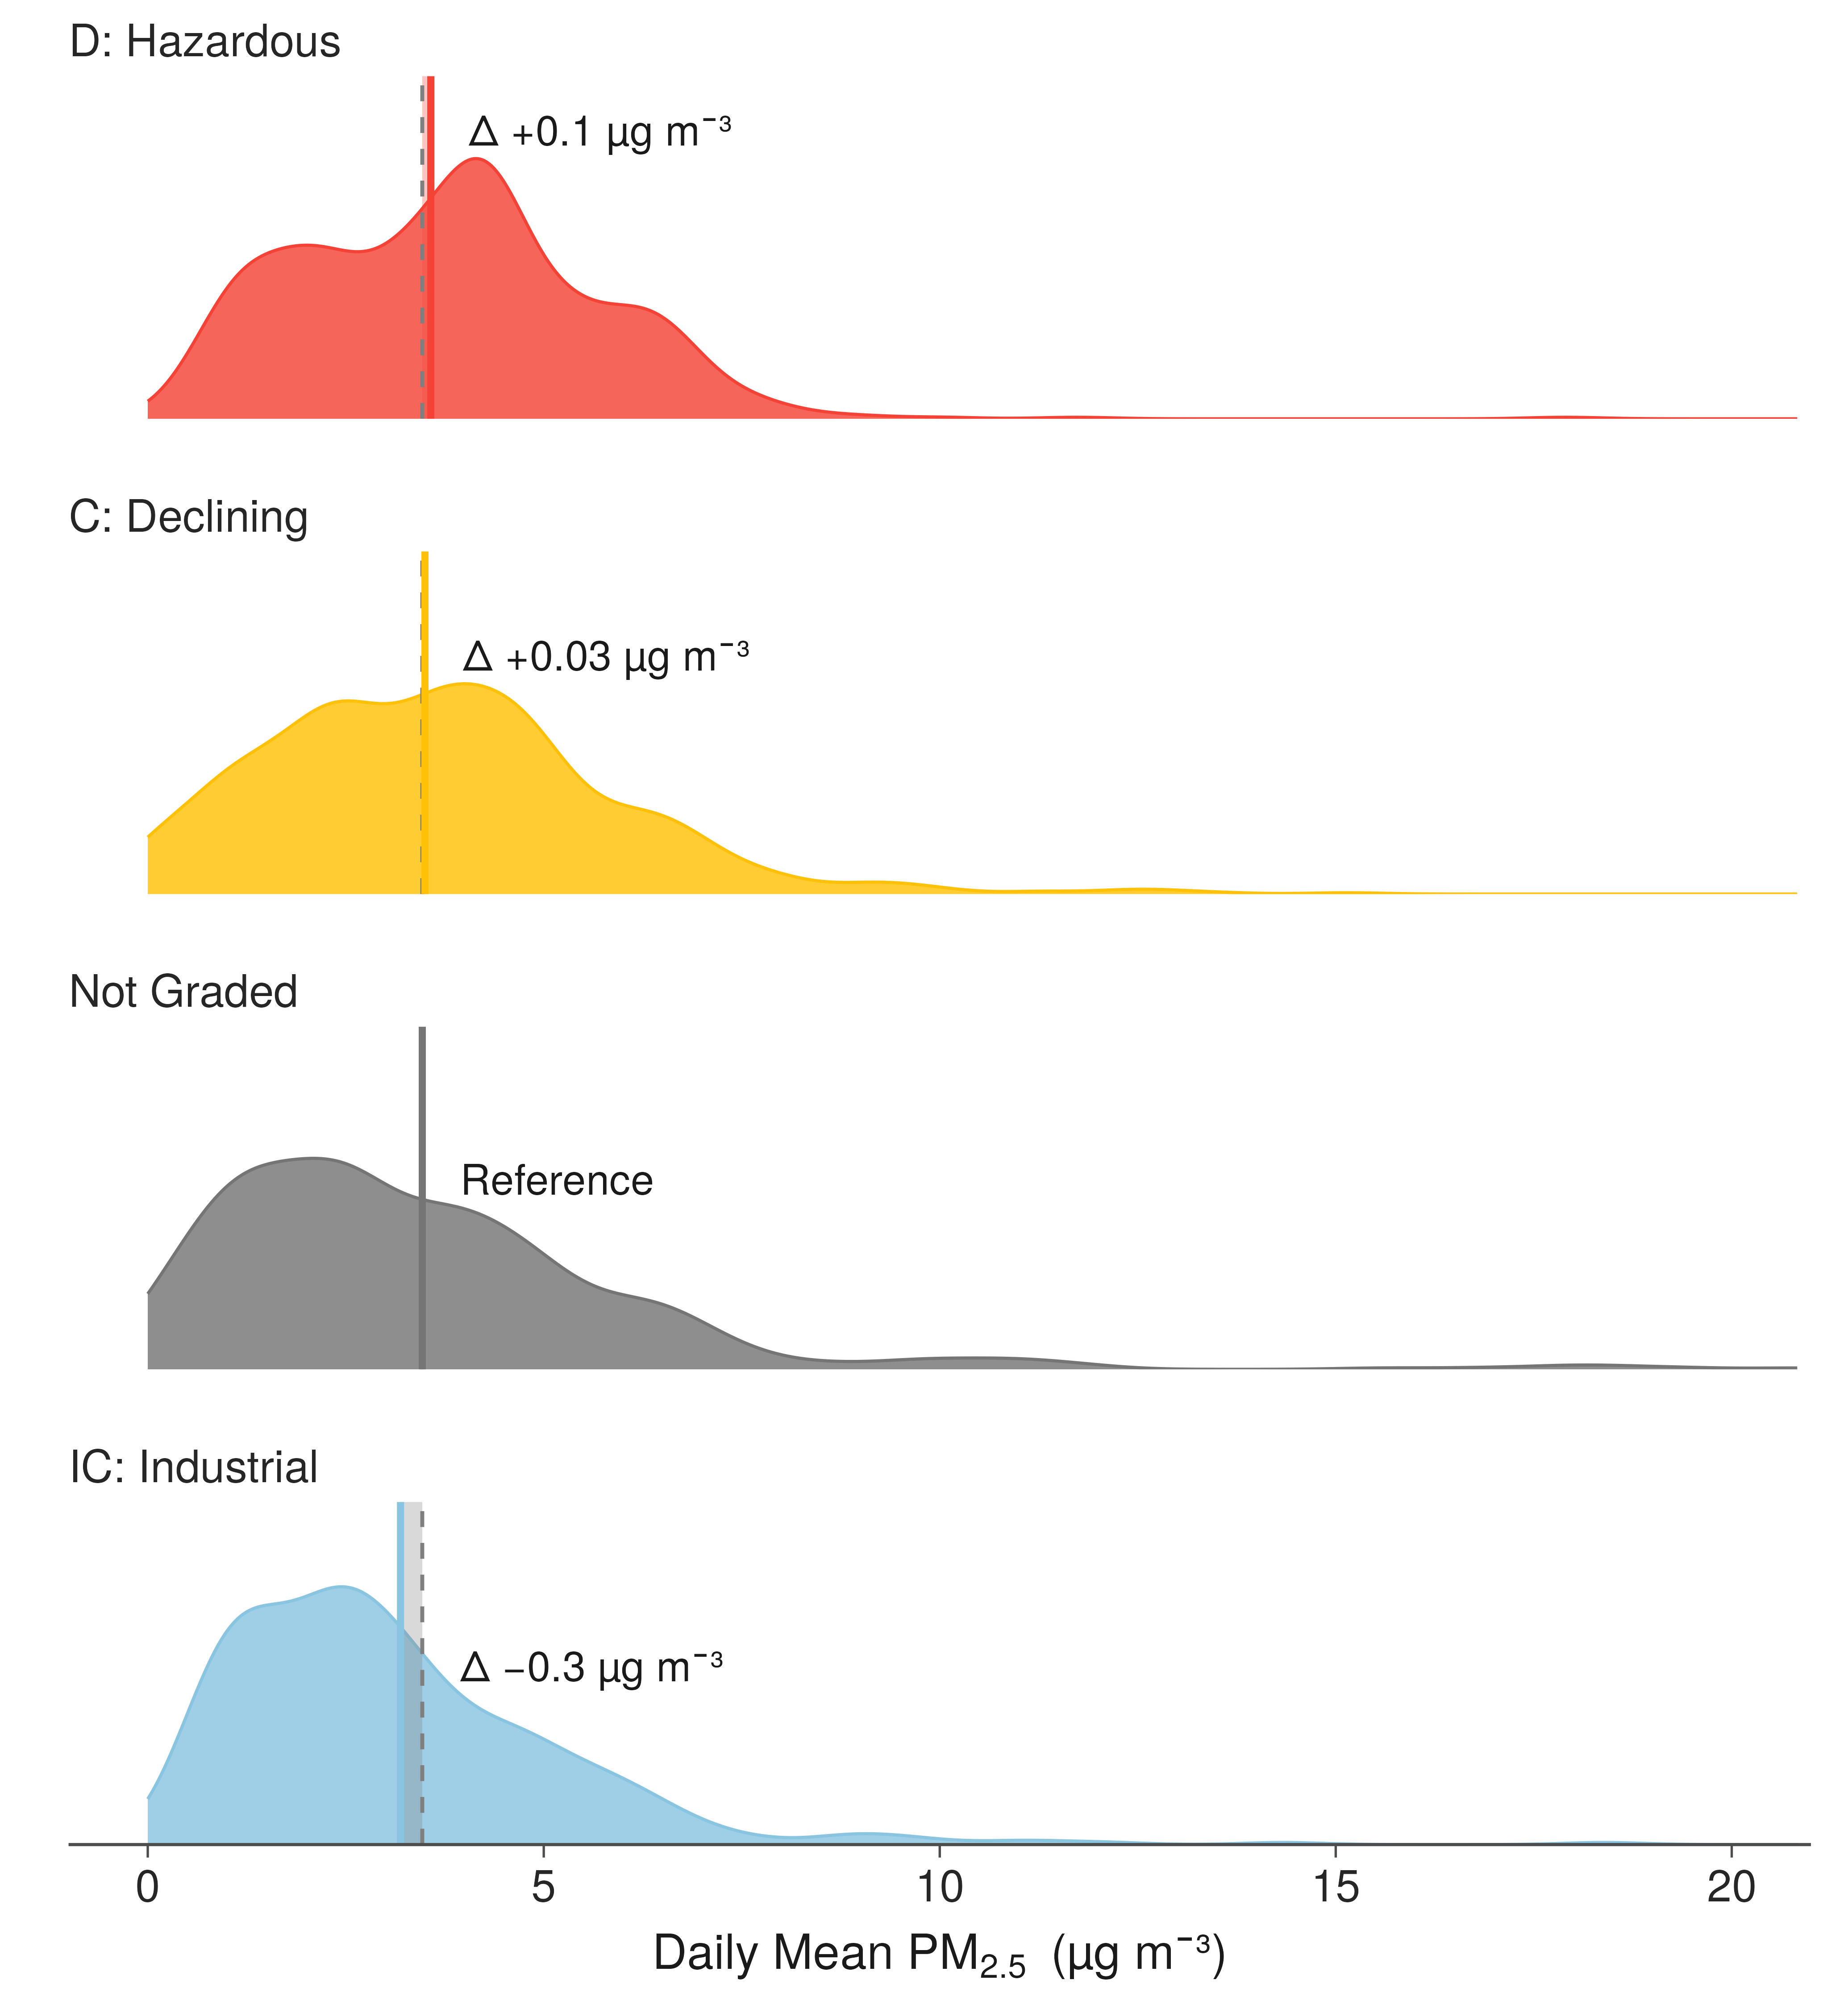 D: Hazardous
Δ +0.1 µg m⁻³
C: Declining
Δ +0.03 µg m⁻³
Not Graded
Reference
IC: Industrial
Δ −0.3 µg m⁻³
0 5 10 15 20
Daily Mean PM₂.₅ (µg m⁻³)